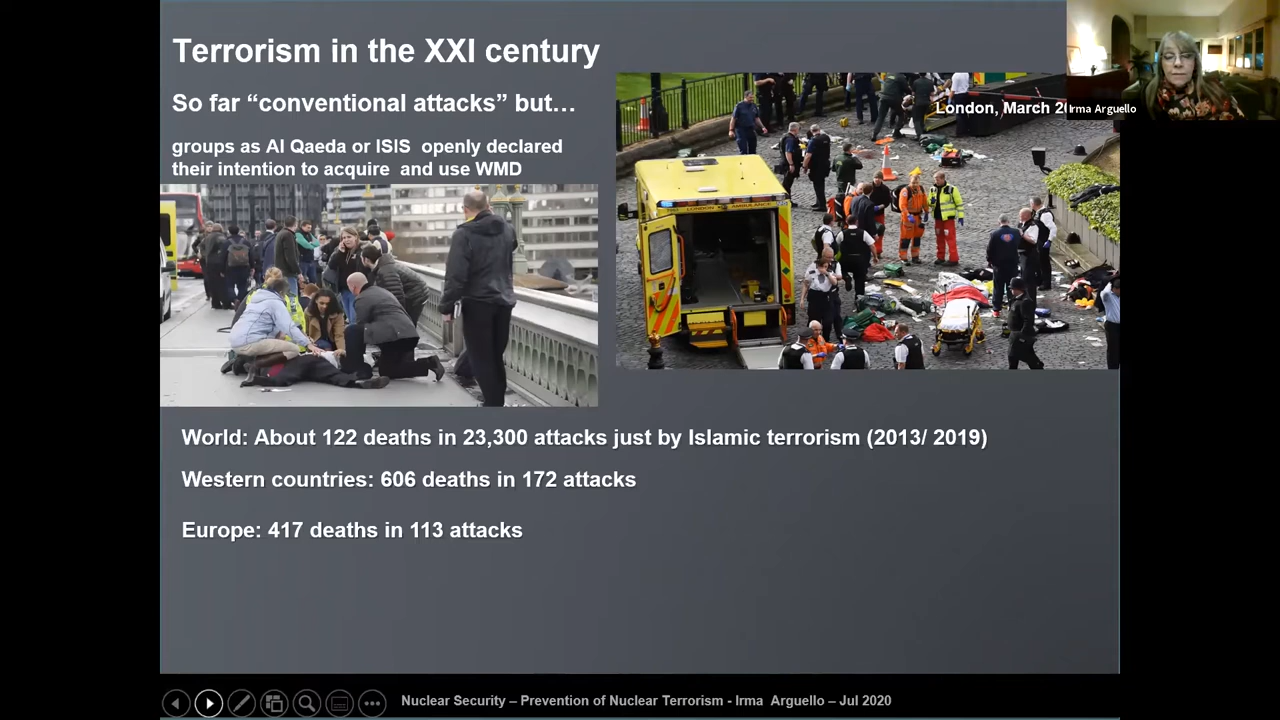 Terrorism in the XXI century
So far “conventional attacks” but…
groups as Al Qaeda or ISIS openly declared
their intention to acquire and use WMD
London, March
Irma Arguello
LONDON AMBULANCE
World: About 122 deaths in 23,300 attacks just by Islamic terrorism (2013/ 2019)
Western countries: 606 deaths in 172 attacks
Europe: 417 deaths in 113 attacks
Nuclear Security – Prevention of Nuclear Terrorism - Irma Arguello – Jul 2020